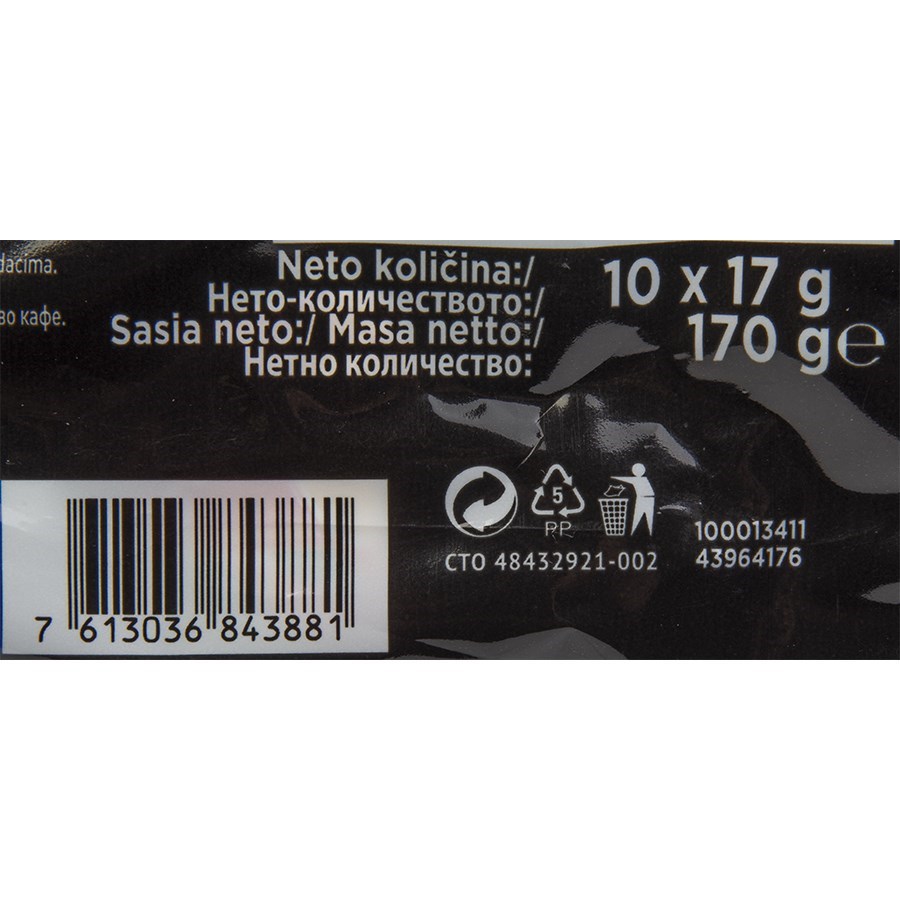 dacima.
во кафе.
Neto količina:/
Нето-количеството:/
Sasia neto:/ Masa netto:/
Нетно количество:
10 x 17 g
170 g ℮
5
PP
СТО 48432921-002
100013411
43964176
7 613036 843881